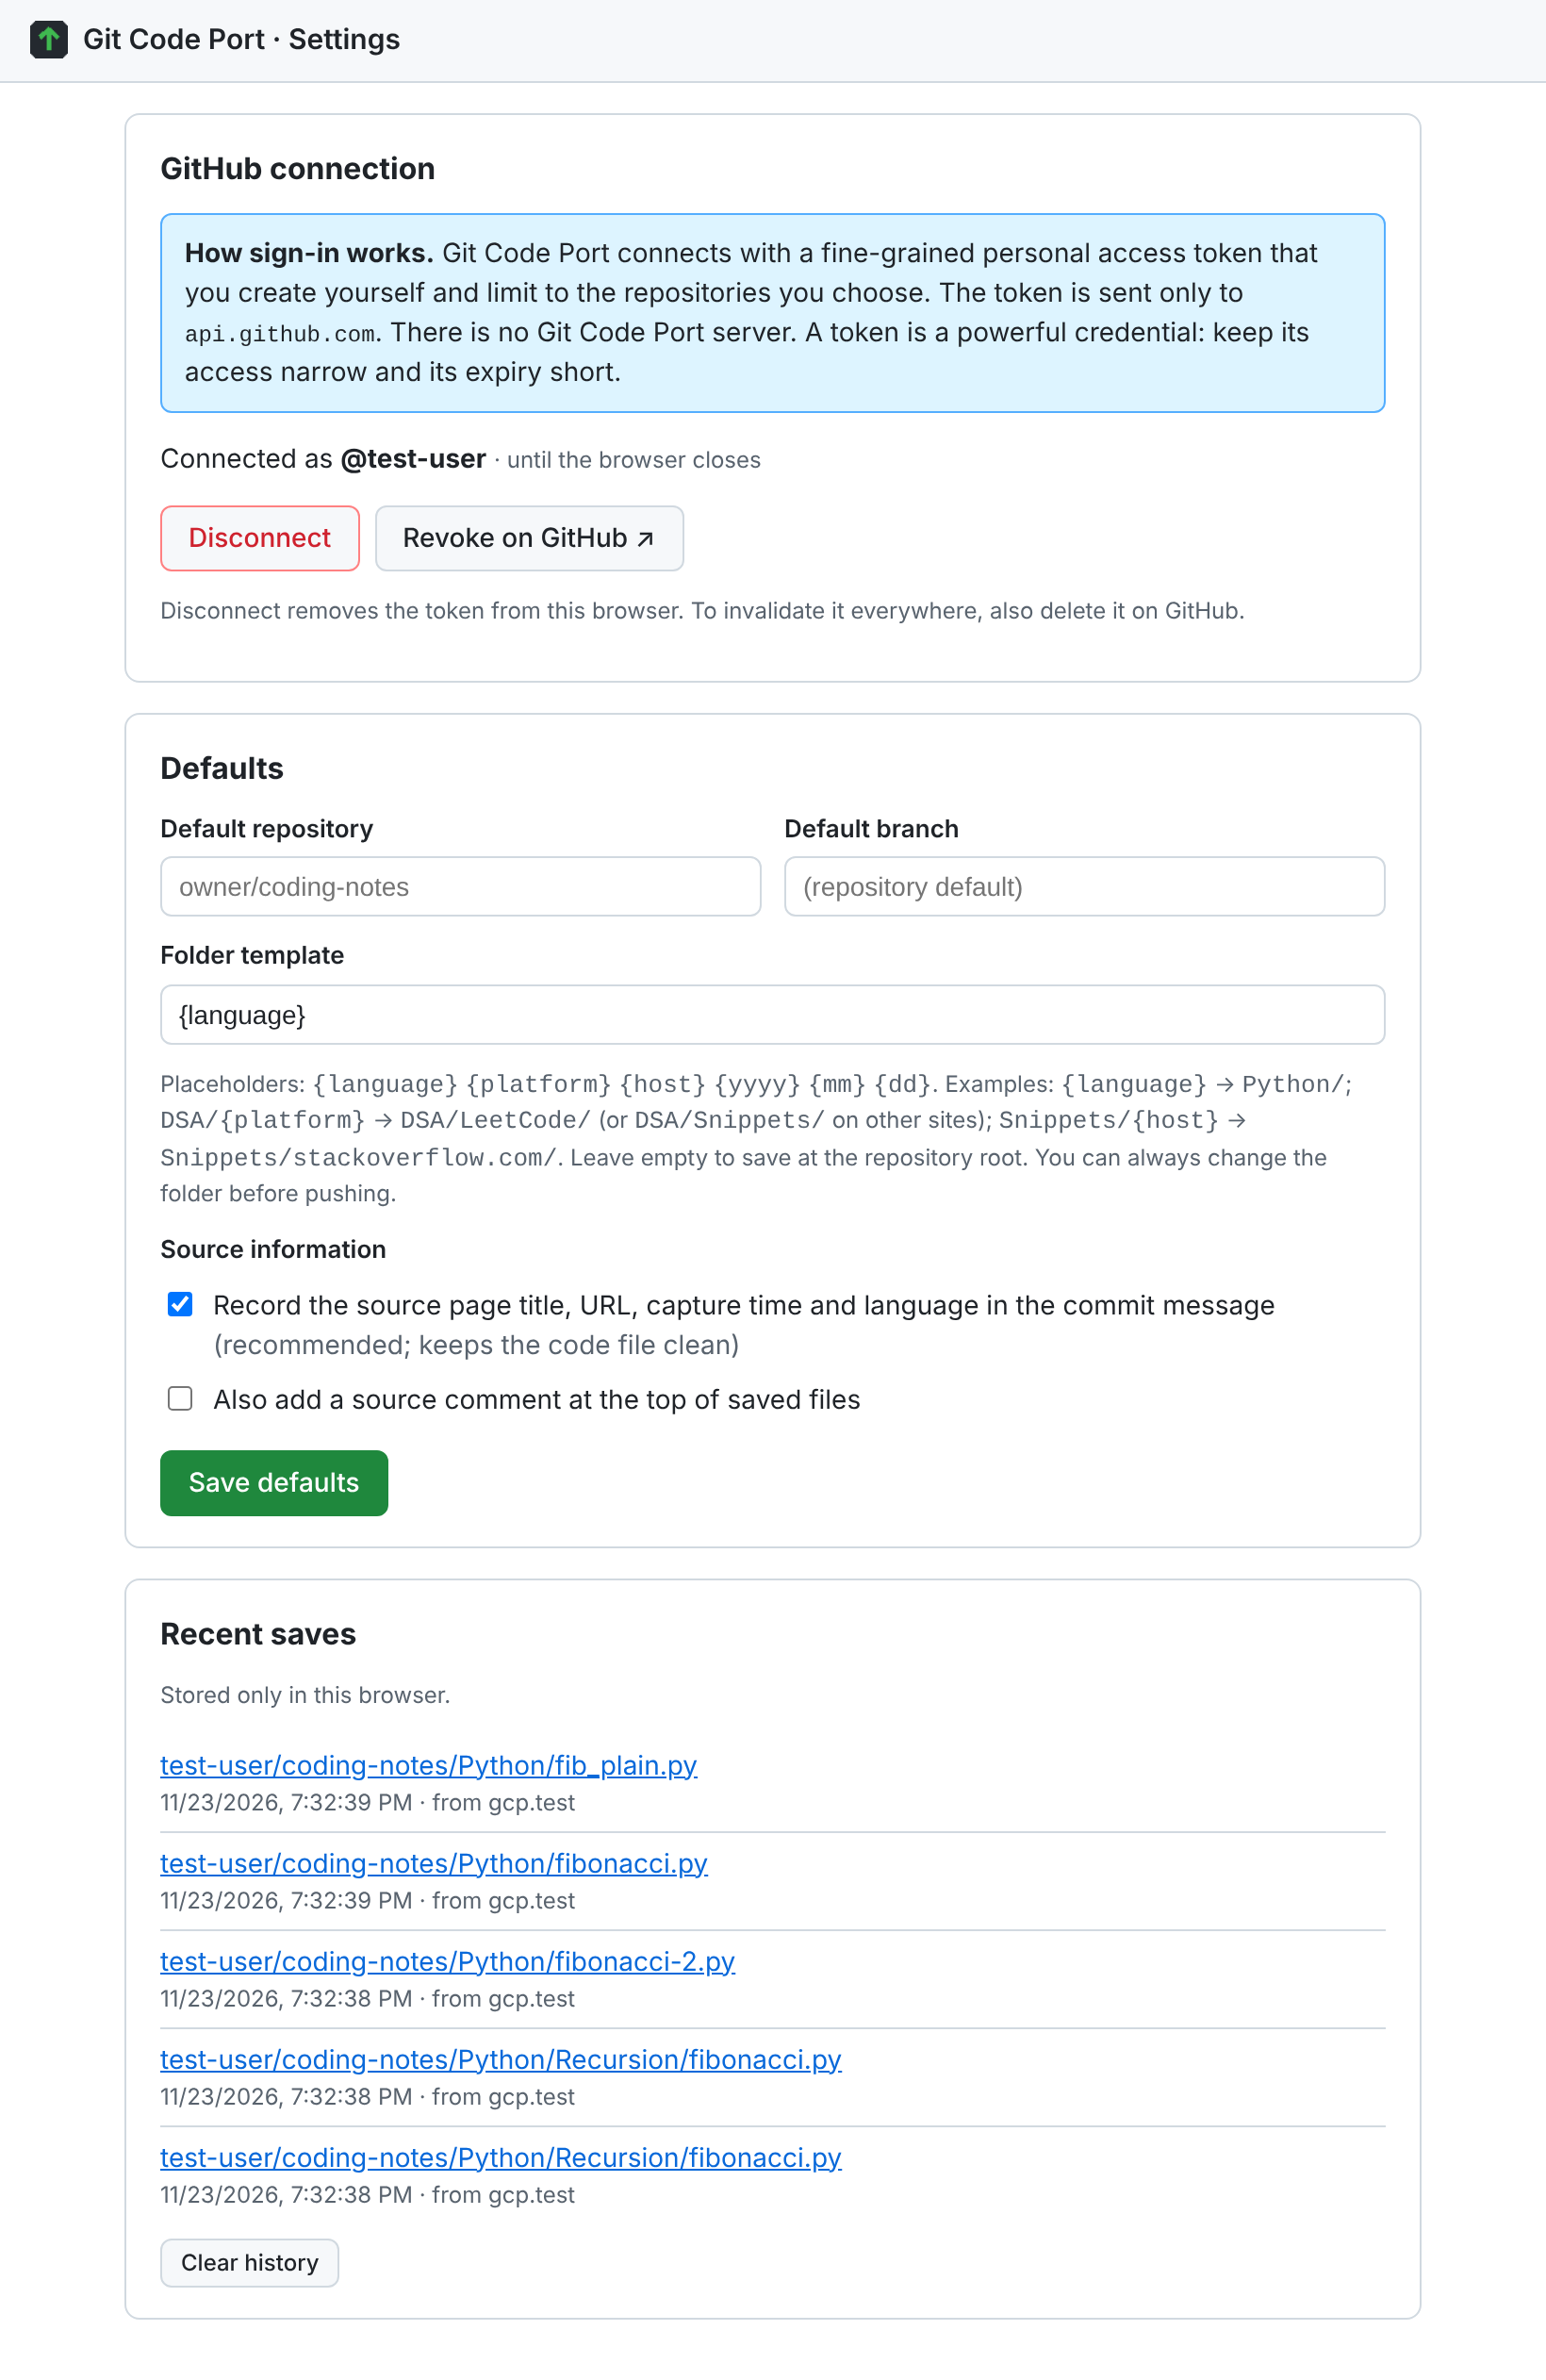 Git Code Port · Settings
GitHub connection
How sign-in works. Git Code Port connects with a fine-grained personal access token that
you create yourself and limit to the repositories you choose. The token is sent only to
api.github.com. There is no Git Code Port server. A token is a powerful credential: keep its
access narrow and its expiry short.
Connected as @test-user · until the browser closes
Disconnect
Revoke on GitHub ↗
Disconnect removes the token from this browser. To invalidate it everywhere, also delete it on GitHub.
Defaults
Default repository
Default branch
owner/coding-notes
(repository default)
Folder template
{language}
Placeholders: {language} {platform} {host} {yyyy} {mm} {dd}. Examples: {language} → Python/;
DSA/{platform} → DSA/LeetCode/ (or DSA/Snippets/ on other sites); Snippets/{host} →
Snippets/stackoverflow.com/. Leave empty to save at the repository root. You can always change the
folder before pushing.
Source information
Record the source page title, URL, capture time and language in the commit message
(recommended; keeps the code file clean)
Also add a source comment at the top of saved files
Save defaults
Recent saves
Stored only in this browser.
test-user/coding-notes/Python/fib_plain.py
11/23/2026, 7:32:39 PM · from gcp.test
test-user/coding-notes/Python/fibonacci.py
11/23/2026, 7:32:39 PM · from gcp.test
test-user/coding-notes/Python/fibonacci-2.py
11/23/2026, 7:32:38 PM · from gcp.test
test-user/coding-notes/Python/Recursion/fibonacci.py
11/23/2026, 7:32:38 PM · from gcp.test
test-user/coding-notes/Python/Recursion/fibonacci.py
11/23/2026, 7:32:38 PM · from gcp.test
Clear history